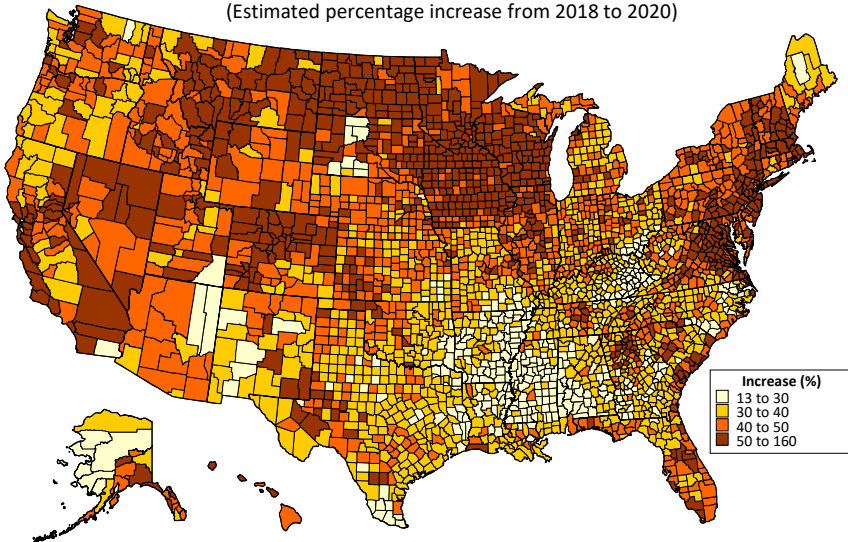 (Estimated percentage increase from 2018 to 2020)
Increase (%)
13 to 30
30 to 40
40 to 50
50 to 160